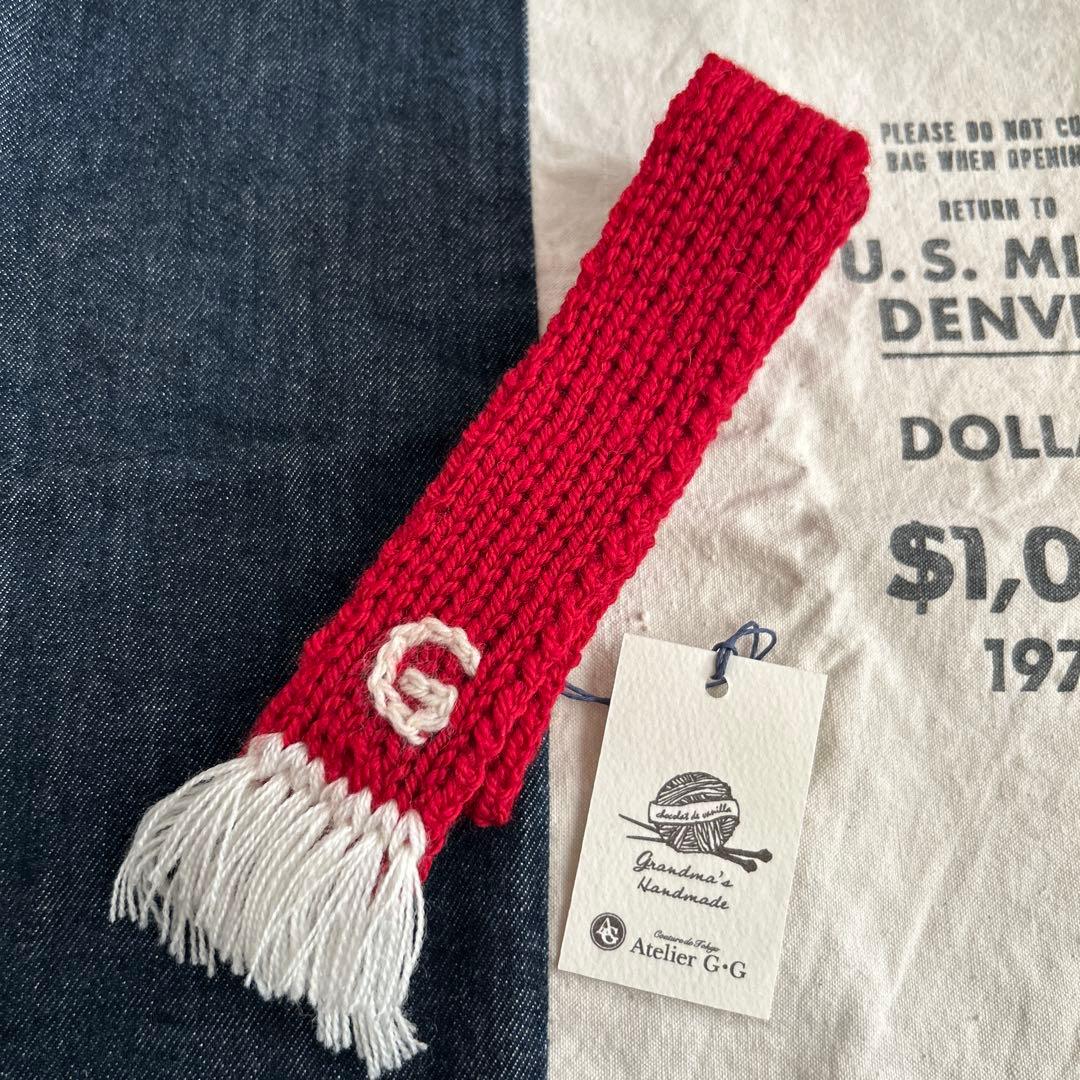 PLEASE DO NOT CU
BAG WHEN OPENIN
RETURN TO
U.S. MI
DENVE
DOLLA
$1,0
197
G
chocolat de vanilla
Grandma's
Handmade
AG
Couture de Tokyo
Atelier G•G